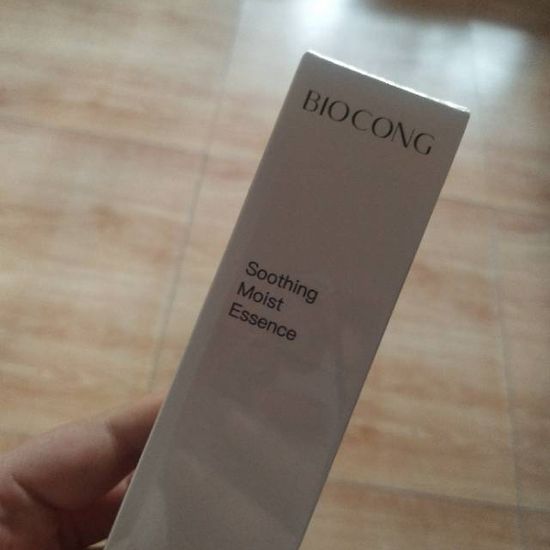 BIOCONG
Soothing
Moist
Essence